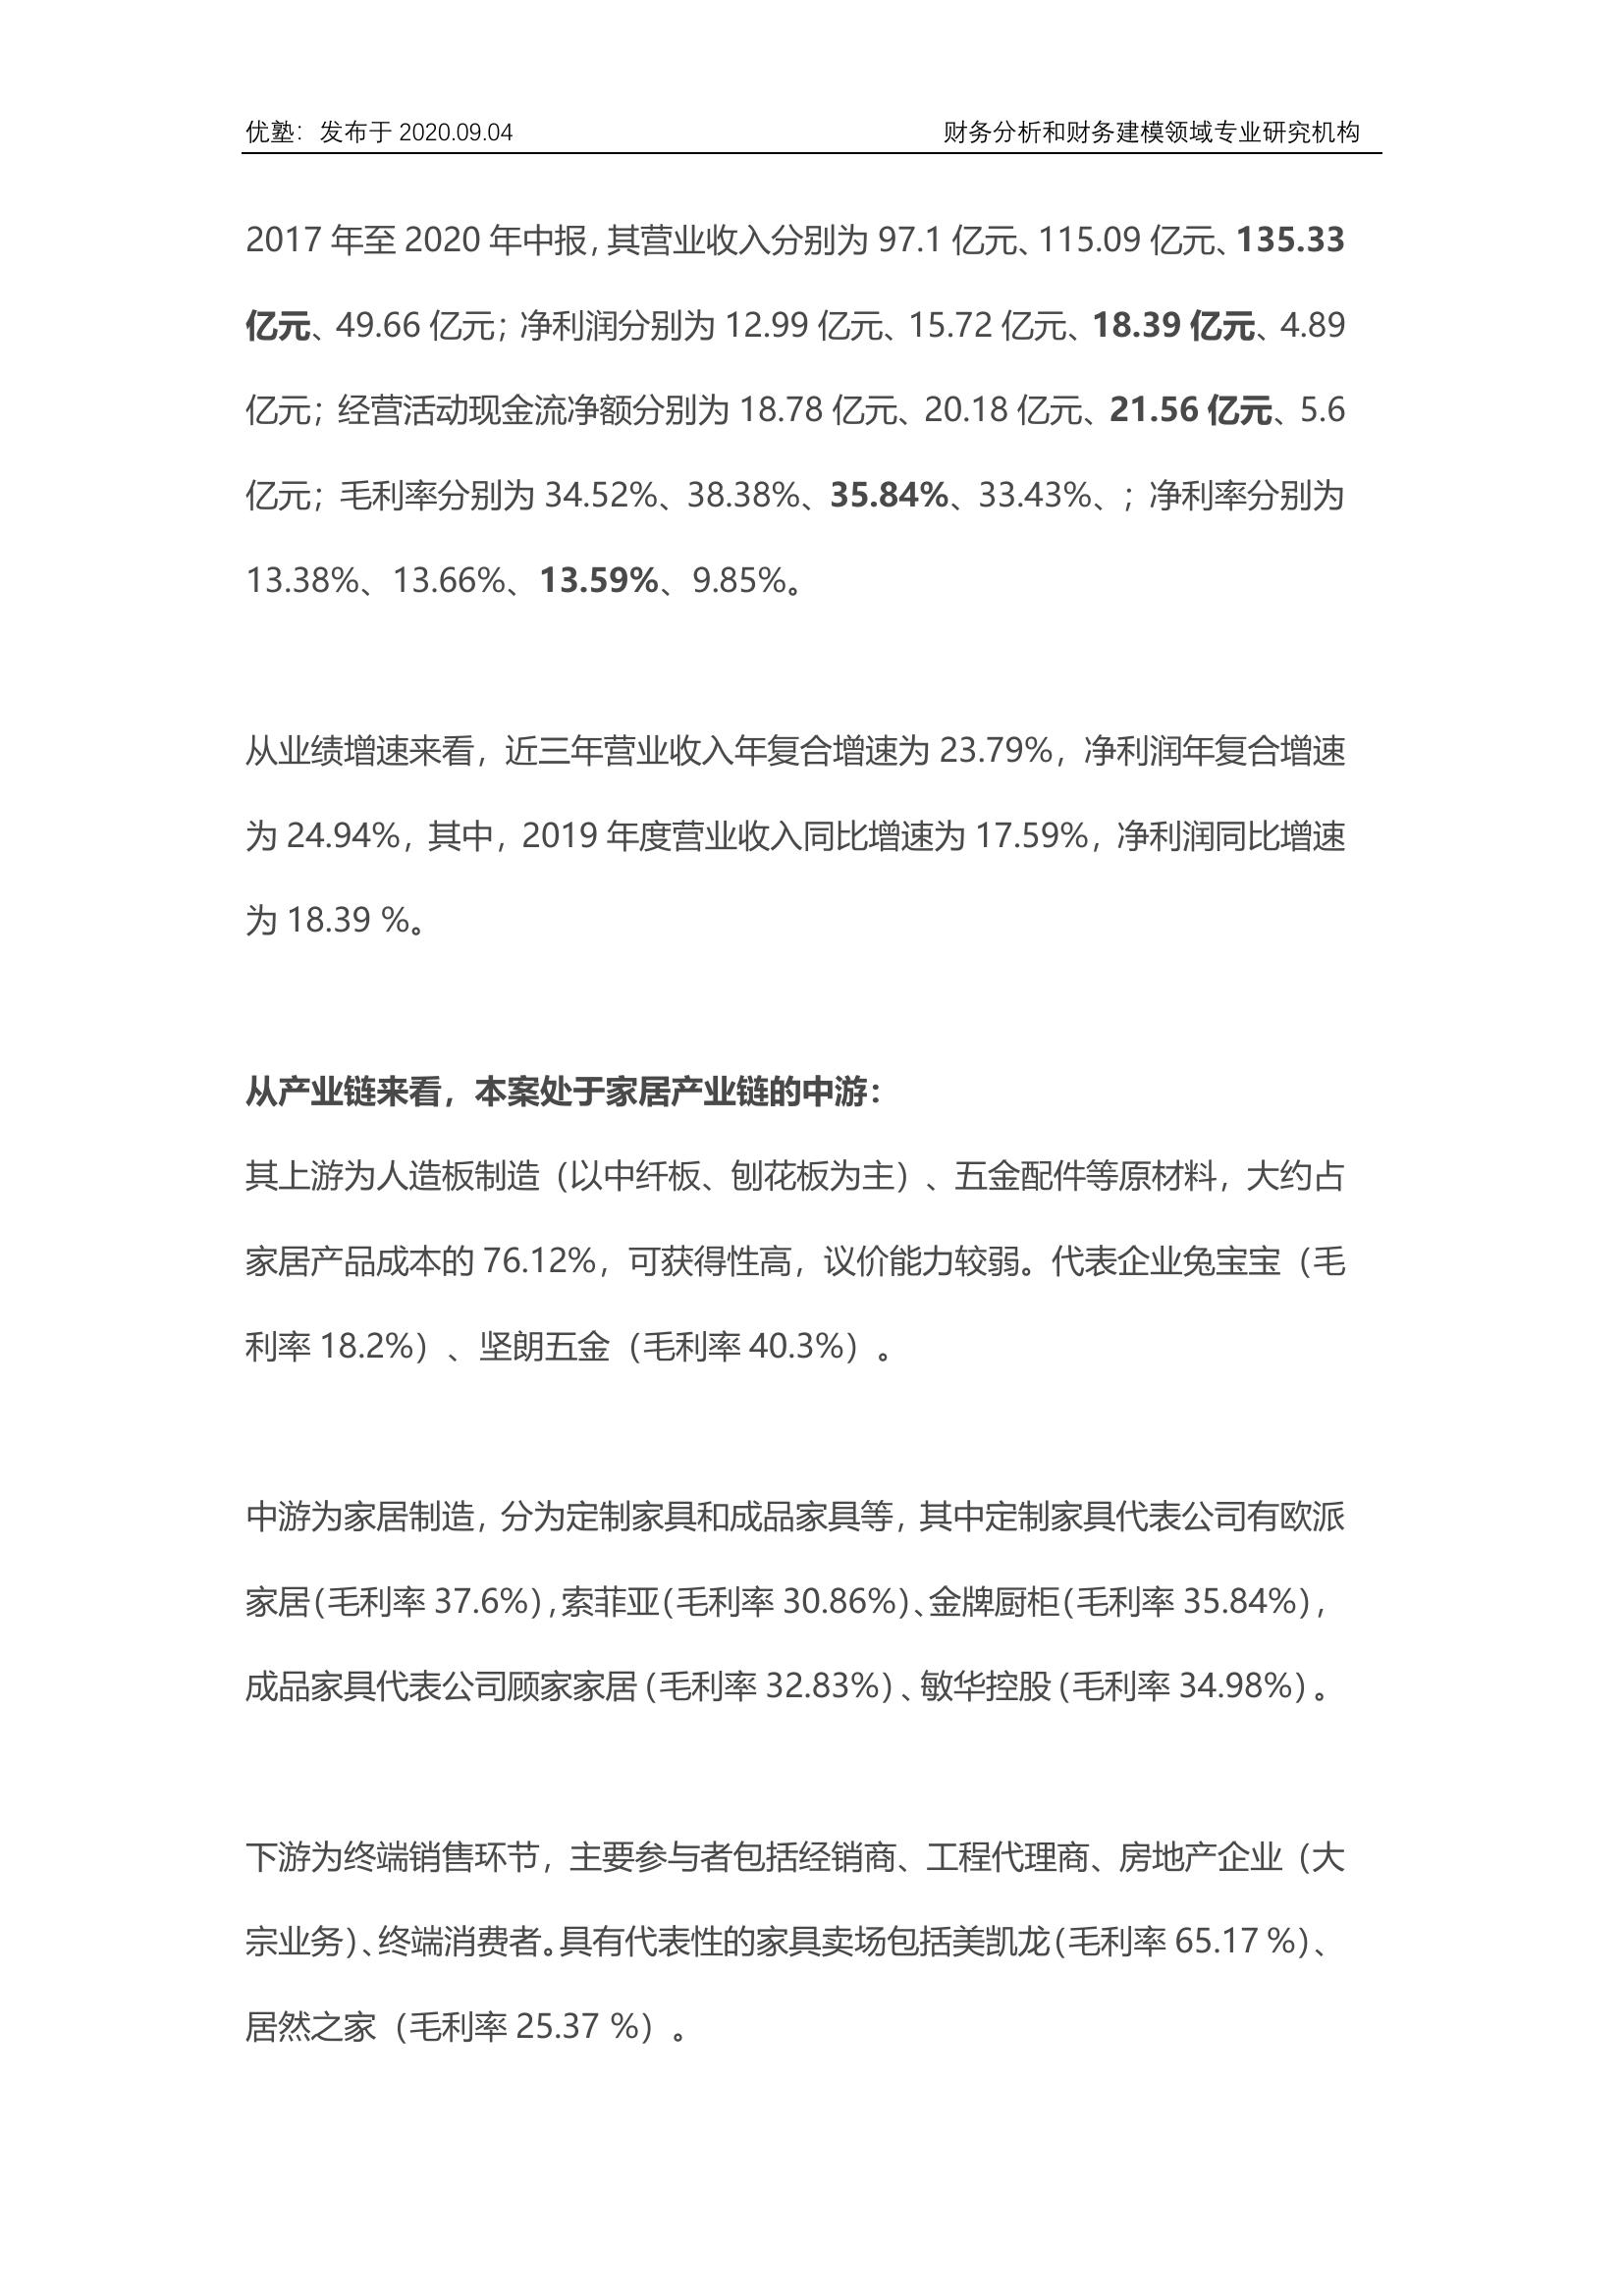 优塾：发布于 2020.09.04 财务分析和财务建模领域专业研究机构
2017 年至 2020 年中报，其营业收入分别为 97.1 亿元、115.09 亿元、135.33
亿元、49.66 亿元；净利润分别为 12.99 亿元、15.72 亿元、18.39 亿元、4.89
亿元；经营活动现金流净额分别为 18.78 亿元、20.18 亿元、21.56 亿元、5.6
亿元；毛利率分别为 34.52%、38.38%、35.84%、33.43%、；净利率分别为
13.38%、13.66%、13.59%、9.85%。
从业绩增速来看，近三年营业收入年复合增速为 23.79%，净利润年复合增速
为 24.94%，其中，2019 年度营业收入同比增速为 17.59%，净利润同比增速
为 18.39 %。
从产业链来看，本案处于家居产业链的中游：
其上游为人造板制造（以中纤板、刨花板为主）、五金配件等原材料，大约占
家居产品成本的 76.12%，可获得性高，议价能力较弱。代表企业兔宝宝（毛
利率 18.2%）、坚朗五金（毛利率 40.3%）。
中游为家居制造，分为定制家具和成品家具等，其中定制家具代表公司有欧派
家居（毛利率 37.6%），索菲亚（毛利率 30.86%）、金牌厨柜（毛利率 35.84%），
成品家具代表公司顾家家居（毛利率 32.83%）、敏华控股（毛利率 34.98%）。
下游为终端销售环节，主要参与者包括经销商、工程代理商、房地产企业（大
宗业务）、终端消费者。具有代表性的家具卖场包括美凯龙（毛利率 65.17 %）、
居然之家（毛利率 25.37 %）。